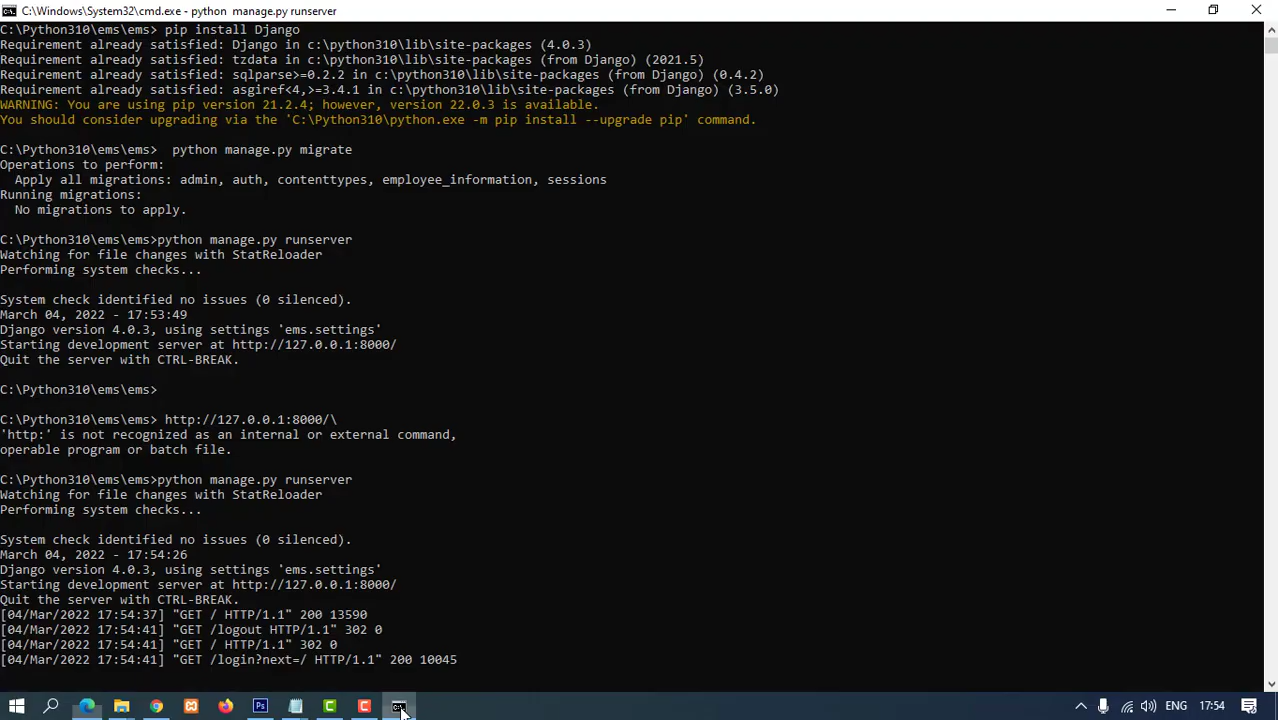 C:\Windows\System32\cmd.exe - python  manage.py runserver
C:\Python310\ems\ems> pip install Django
Requirement already satisfied: Django in c:\python310\lib\site-packages (4.0.3)
Requirement already satisfied: tzdata in c:\python310\lib\site-packages (from Django) (2021.5)
Requirement already satisfied: sqlparse>=0.2.2 in c:\python310\lib\site-packages (from Django) (0.4.2)
Requirement already satisfied: asgiref<4,>=3.4.1 in c:\python310\lib\site-packages (from Django) (3.5.0)
WARNING: You are using pip version 21.2.4; however, version 22.0.3 is available.
You should consider upgrading via the 'C:\Python310\python.exe -m pip install --upgrade pip' command.
C:\Python310\ems\ems>  python manage.py migrate
Operations to perform:
  Apply all migrations: admin, auth, contenttypes, employee_information, sessions
Running migrations:
  No migrations to apply.
C:\Python310\ems\ems>python manage.py runserver
Watching for file changes with StatReloader
Performing system checks...
System check identified no issues (0 silenced).
March 04, 2022 - 17:53:49
Django version 4.0.3, using settings 'ems.settings'
Starting development server at http://127.0.0.1:8000/
Quit the server with CTRL-BREAK.
C:\Python310\ems\ems>
C:\Python310\ems\ems> http://127.0.0.1:8000/\
'http:' is not recognized as an internal or external command,
operable program or batch file.
C:\Python310\ems\ems>python manage.py runserver
Watching for file changes with StatReloader
Performing system checks...
System check identified no issues (0 silenced).
March 04, 2022 - 17:54:26
Django version 4.0.3, using settings 'ems.settings'
Starting development server at http://127.0.0.1:8000/
Quit the server with CTRL-BREAK.
[04/Mar/2022 17:54:37] "GET / HTTP/1.1" 200 13590
[04/Mar/2022 17:54:41] "GET /logout HTTP/1.1" 302 0
[04/Mar/2022 17:54:41] "GET / HTTP/1.1" 302 0
[04/Mar/2022 17:54:41] "GET /login?next=/ HTTP/1.1" 200 10045
Ps C C C:\ ENG 17:54